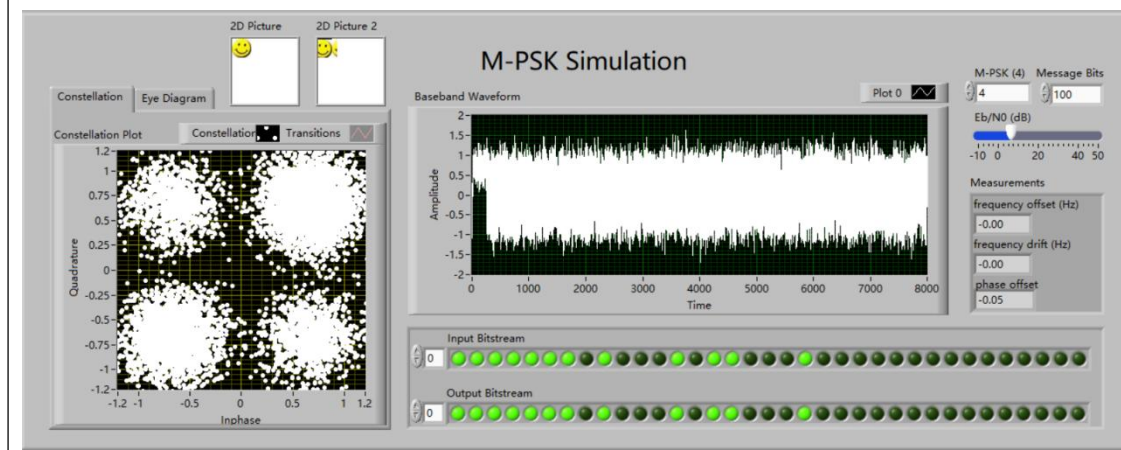 2D Picture
2D Picture 2
M-PSK Simulation
M-PSK (4)
Message Bits
4
100
Constellation
Eye Diagram
Baseband Waveform
Plot 0
Eb/N0 (dB)
-10 0 20 40 50
Constellation Plot
Constellation
Transitions
1.2
1
0.75
0.5
0.25
0
-0.25
-0.5
-0.75
-1
-1.2
Quadrature
-1.2 -1 -0.5 0 0.5 1 1.2
Inphase
2
1.5
1
0.5
0
-0.5
-1
-1.5
-2
Amplitude
0 1000 2000 3000 4000 5000 6000 7000 8000
Time
Measurements
frequency offset (Hz)
-0.00
frequency drift (Hz)
-0.00
phase offset
-0.05
Input Bitstream
0
Output Bitstream
0